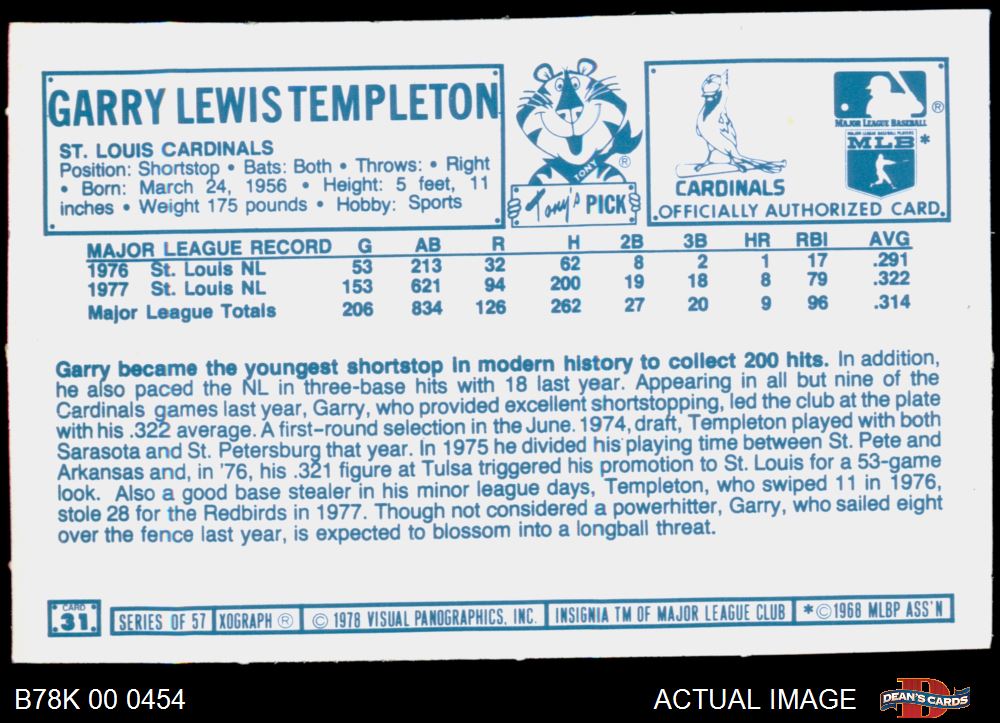 GARRY LEWIS TEMPLETON
ST. LOUIS CARDINALS
Position: Shortstop • Bats: Both • Throws: • Right
• Born: March 24, 1956 • Height: 5 feet, 11
inches • Weight 175 pounds • Hobby: Sports
TONY
®
Tony's PICK
CARDINALS
®
MAJOR LEAGUE BASEBALL
MAJOR LEAGUE BASEBALL PLAYERS
MLB *
OFFICIALLY AUTHORIZED CARD
MAJOR LEAGUE RECORD G AB R H 2B 3B HR RBI AVG
1976 St. Louis NL 53 213 32 62 8 2 1 17 .291
1977 St. Louis NL 153 621 94 200 19 18 8 79 .322
Major League Totals 206 834 126 262 27 20 9 96 .314
Garry became the youngest shortstop in modern history to collect 200 hits. In addition,
he also paced the NL in three-base hits with 18 last year. Appearing in all but nine of the
Cardinals games last year, Garry, who provided excellent shortstopping, led the club at the plate
with his .322 average. A first-round selection in the June. 1974, draft, Templeton played with both
Sarasota and St. Petersburg that year. In 1975 he divided his playing time between St. Pete and
Arkansas and, in '76, his .321 figure at Tulsa triggered his promotion to St. Louis for a 53-game
look. Also a good base stealer in his minor league days, Templeton, who swiped 11 in 1976,
stole 28 for the Redbirds in 1977. Though not considered a powerhitter, Garry, who sailed eight
over the fence last year, is expected to blossom into a longball threat.
CARD
31
SERIES OF 57 XOGRAPH ® © 1978 VISUAL PANOGRAPHICS, INC. INSIGNIA TM OF MAJOR LEAGUE CLUB *©1968 MLBP ASS'N
B78K 00 0454 ACTUAL IMAGE DEAN'S CARDS